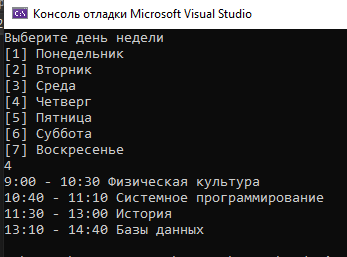 Консоль отладки Microsoft Visual Studio
Выберите день недели
[1] Понедельник
[2] Вторник
[3] Среда
[4] Четверг
[5] Пятница
[6] Суббота
[7] Воскресенье
4
9:00 - 10:30 Физическая культура
10:40 - 11:10 Системное программирование
11:30 - 13:00 История
13:10 - 14:40 Базы данных